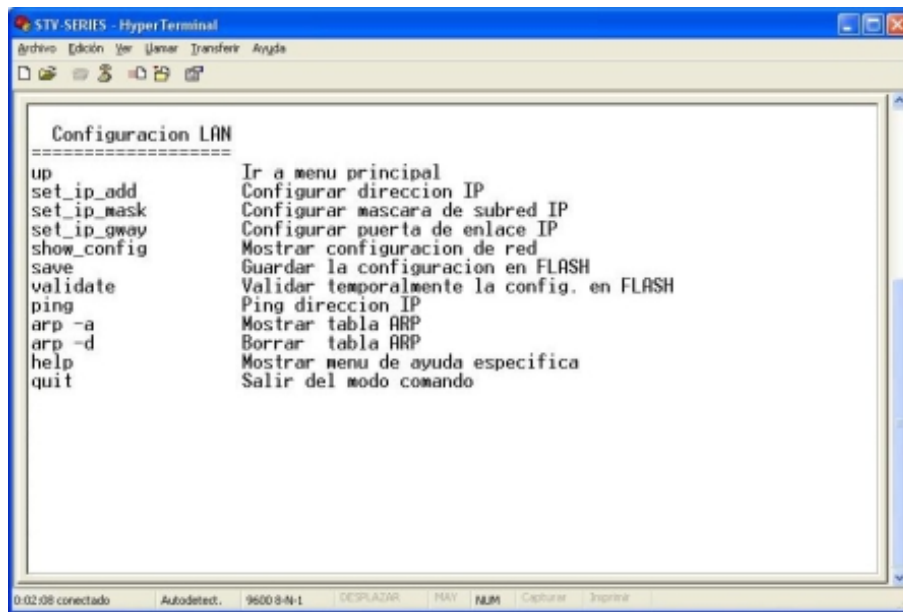 STV-SERIES - HyperTerminal
Archivo Edición Ver Llamar Transferir Ayuda
Configuracion LAN
===================
up Ir a menu principal
set_ip_add Configurar direccion IP
set_ip_mask Configurar mascara de subred IP
set_ip_gway Configurar puerta de enlace IP
show_config Mostrar configuracion de red
save Guardar la configuracion en FLASH
validate Validar temporalmente la config. en FLASH
ping Ping direccion IP
arp -a Mostrar tabla ARP
arp -d Borrar tabla ARP
help Mostrar menu de ayuda especifica
quit Salir del modo comando
0:02:08 conectado Autodetect. 9600 8-N-1 DESPLAZAR MAY NUM Capturar Imprimir